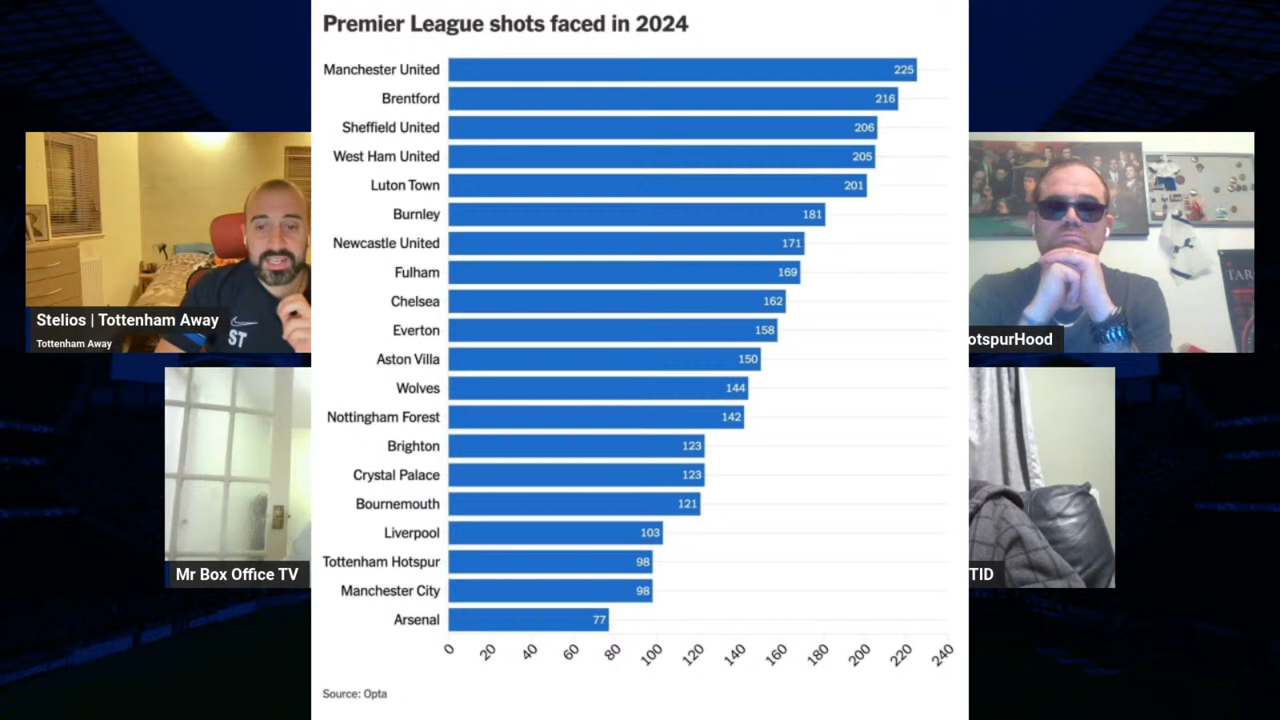 Premier League shots faced in 2024
Manchester United 225
Brentford 216
Sheffield United 206
West Ham United 205
Luton Town 201
Burnley 181
Newcastle United 171
Fulham 169
Chelsea 162
Everton 158
Aston Villa 150
Wolves 144
Nottingham Forest 142
Brighton 123
Crystal Palace 123
Bournemouth 121
Liverpool 103
Tottenham Hotspur 98
Manchester City 98
Arsenal 77
0 20 40 60 80 100 120 140 160 180 200 220 240
Source: Opta
Stelios | Tottenham Away
Tottenham Away
ST
otspurHood
TAR
Mr Box Office TV
TID